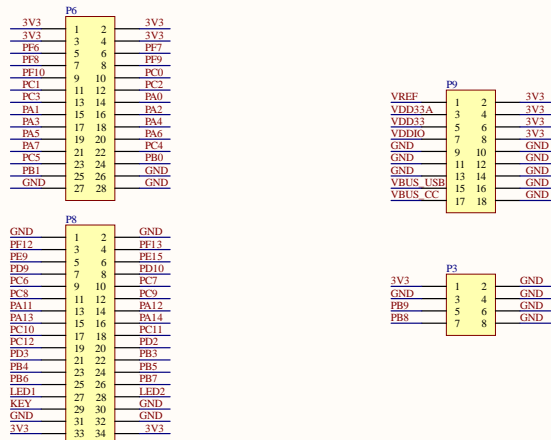 P6
3V3 1 2 3V3
3V3 3 4 3V3
PF6 5 6 PF7
PF8 7 8 PF9
PF10 9 10 PC0
PC1 11 12 PC2
PC3 13 14 PA0
PA1 15 16 PA2
PA3 17 18 PA4
PA5 19 20 PA6
PA7 21 22 PC4
PC5 23 24 PB0
PB1 25 26 GND
GND 27 28 GND
P9
VREF 1 2 3V3
VDD33A 3 4 3V3
VDD33 5 6 3V3
VDDIO 7 8 3V3
GND 9 10 GND
GND 11 12 GND
GND 13 14 GND
VBUS_USB 15 16 GND
VBUS_CC 17 18 GND
P8
GND 1 2 GND
PF12 3 4 PF13
PE9 5 6 PE15
PD9 7 8 PD10
PC6 9 10 PC7
PC8 11 12 PC9
PA11 13 14 PA12
PA13 15 16 PA14
PC10 17 18 PC11
PC12 19 20 PD2
PD3 21 22 PB3
PB4 23 24 PB5
PB6 25 26 PB7
LED1 27 28 LED2
KEY 29 30 GND
GND 31 32 GND
3V3 33 34 3V3
P3
3V3 1 2 GND
GND 3 4 GND
PB9 5 6 GND
PB8 7 8 GND